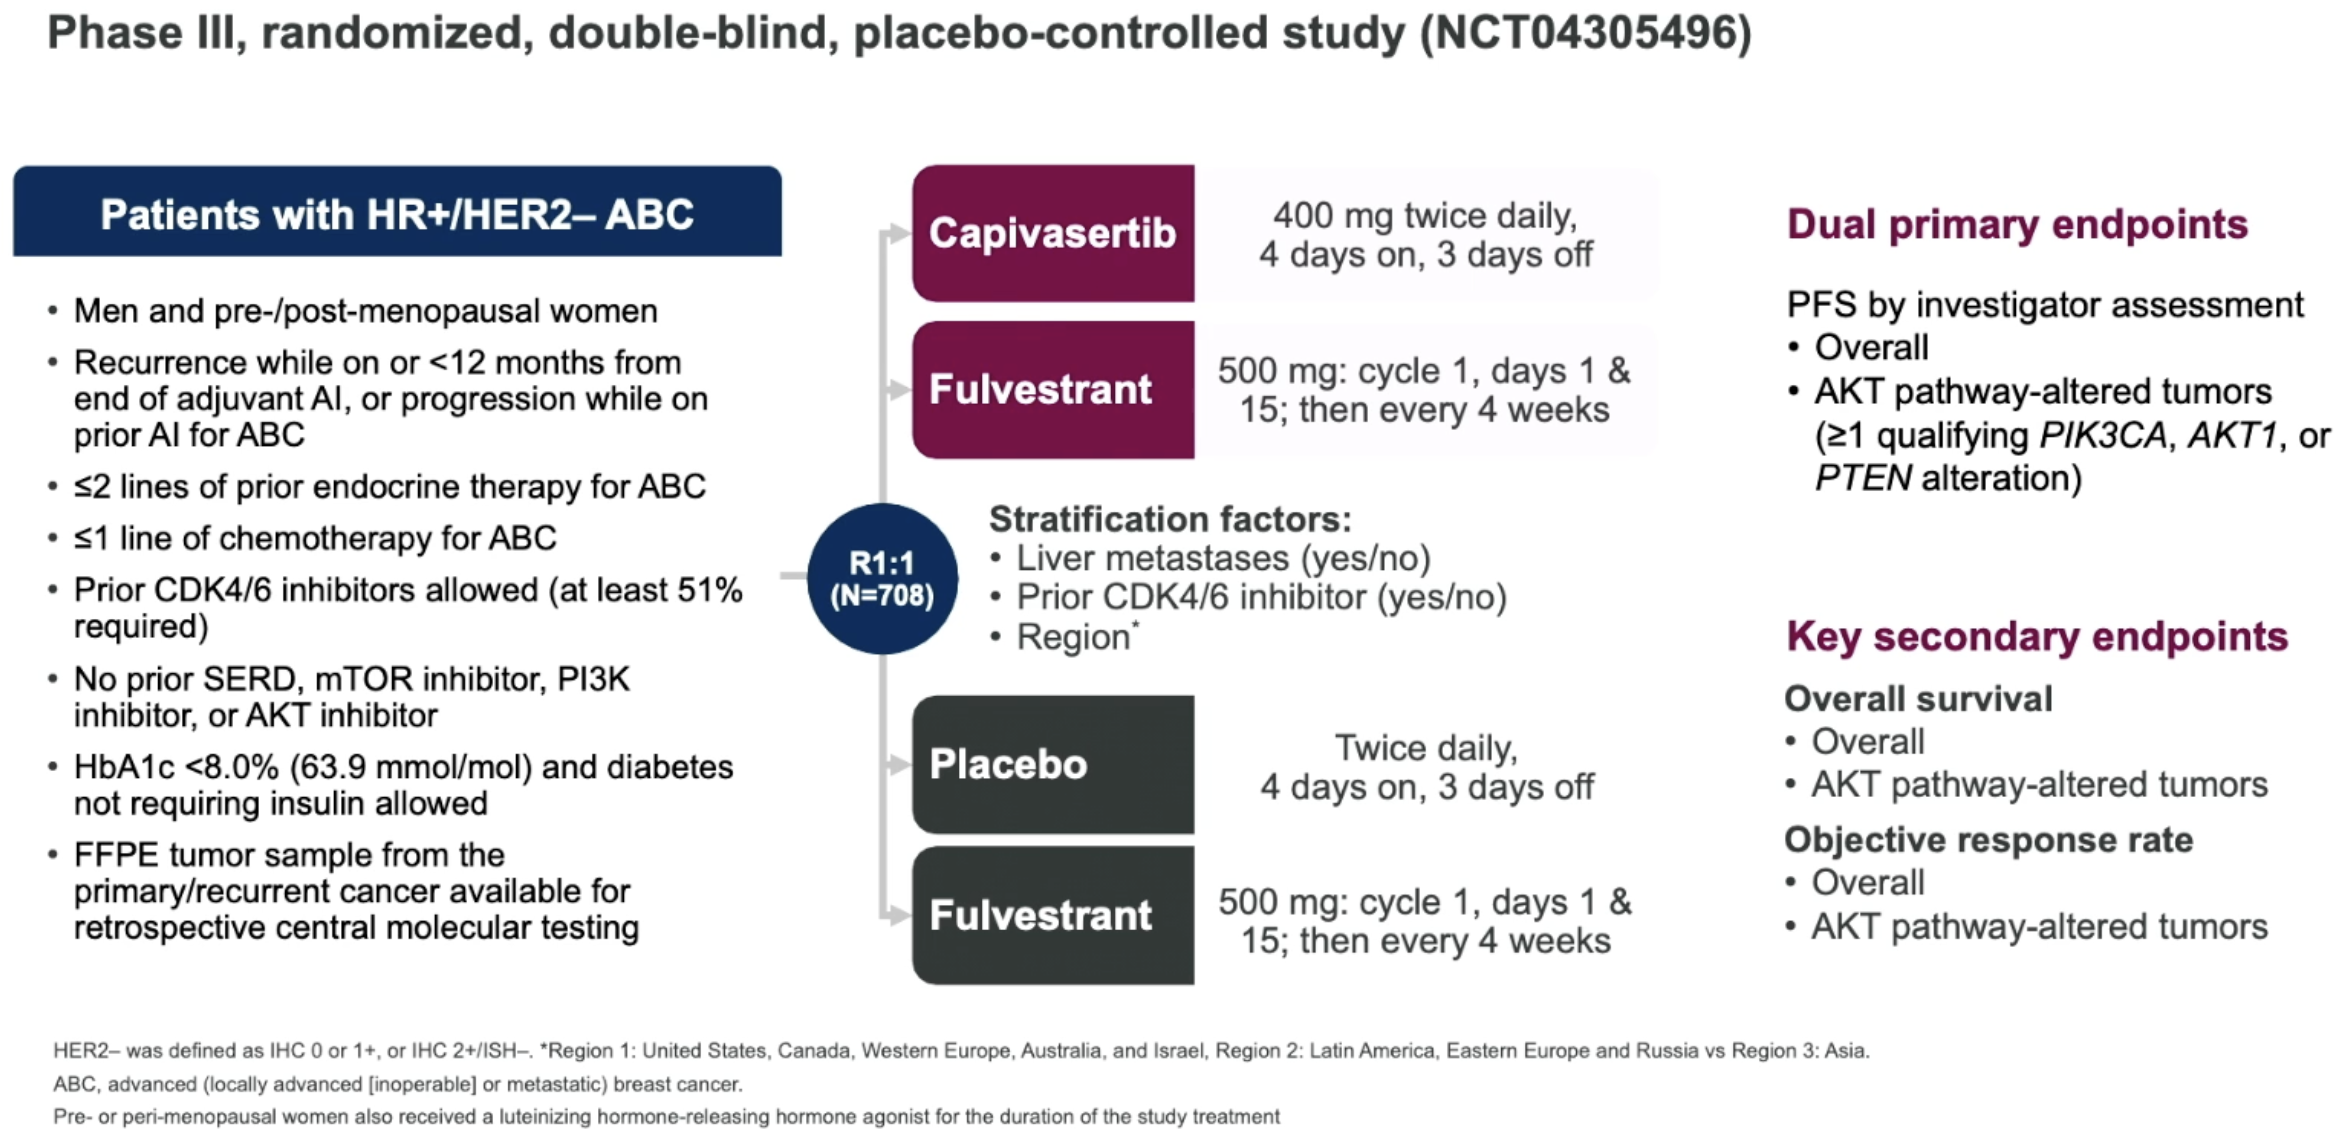 Phase III, randomized, double-blind, placebo-controlled study (NCT04305496)
Patients with HR+/HER2– ABC
• Men and pre-/post-menopausal women
• Recurrence while on or <12 months from
end of adjuvant AI, or progression while on
prior AI for ABC
• ≤2 lines of prior endocrine therapy for ABC
• ≤1 line of chemotherapy for ABC
• Prior CDK4/6 inhibitors allowed (at least 51%
required)
• No prior SERD, mTOR inhibitor, PI3K
inhibitor, or AKT inhibitor
• HbA1c <8.0% (63.9 mmol/mol) and diabetes
not requiring insulin allowed
• FFPE tumor sample from the
primary/recurrent cancer available for
retrospective central molecular testing
R1:1
(N=708)
Capivasertib
400 mg twice daily,
4 days on, 3 days off
Fulvestrant
500 mg: cycle 1, days 1 &
15; then every 4 weeks
Stratification factors:
• Liver metastases (yes/no)
• Prior CDK4/6 inhibitor (yes/no)
• Region*
Placebo
Twice daily,
4 days on, 3 days off
Fulvestrant
500 mg: cycle 1, days 1 &
15; then every 4 weeks
Dual primary endpoints
PFS by investigator assessment
• Overall
• AKT pathway-altered tumors
(≥1 qualifying PIK3CA, AKT1, or
PTEN alteration)
Key secondary endpoints
Overall survival
• Overall
• AKT pathway-altered tumors
Objective response rate
• Overall
• AKT pathway-altered tumors
HER2– was defined as IHC 0 or 1+, or IHC 2+/ISH–. *Region 1: United States, Canada, Western Europe, Australia, and Israel, Region 2: Latin America, Eastern Europe and Russia vs Region 3: Asia.
ABC, advanced (locally advanced [inoperable] or metastatic) breast cancer.
Pre- or peri-menopausal women also received a luteinizing hormone-releasing hormone agonist for the duration of the study treatment